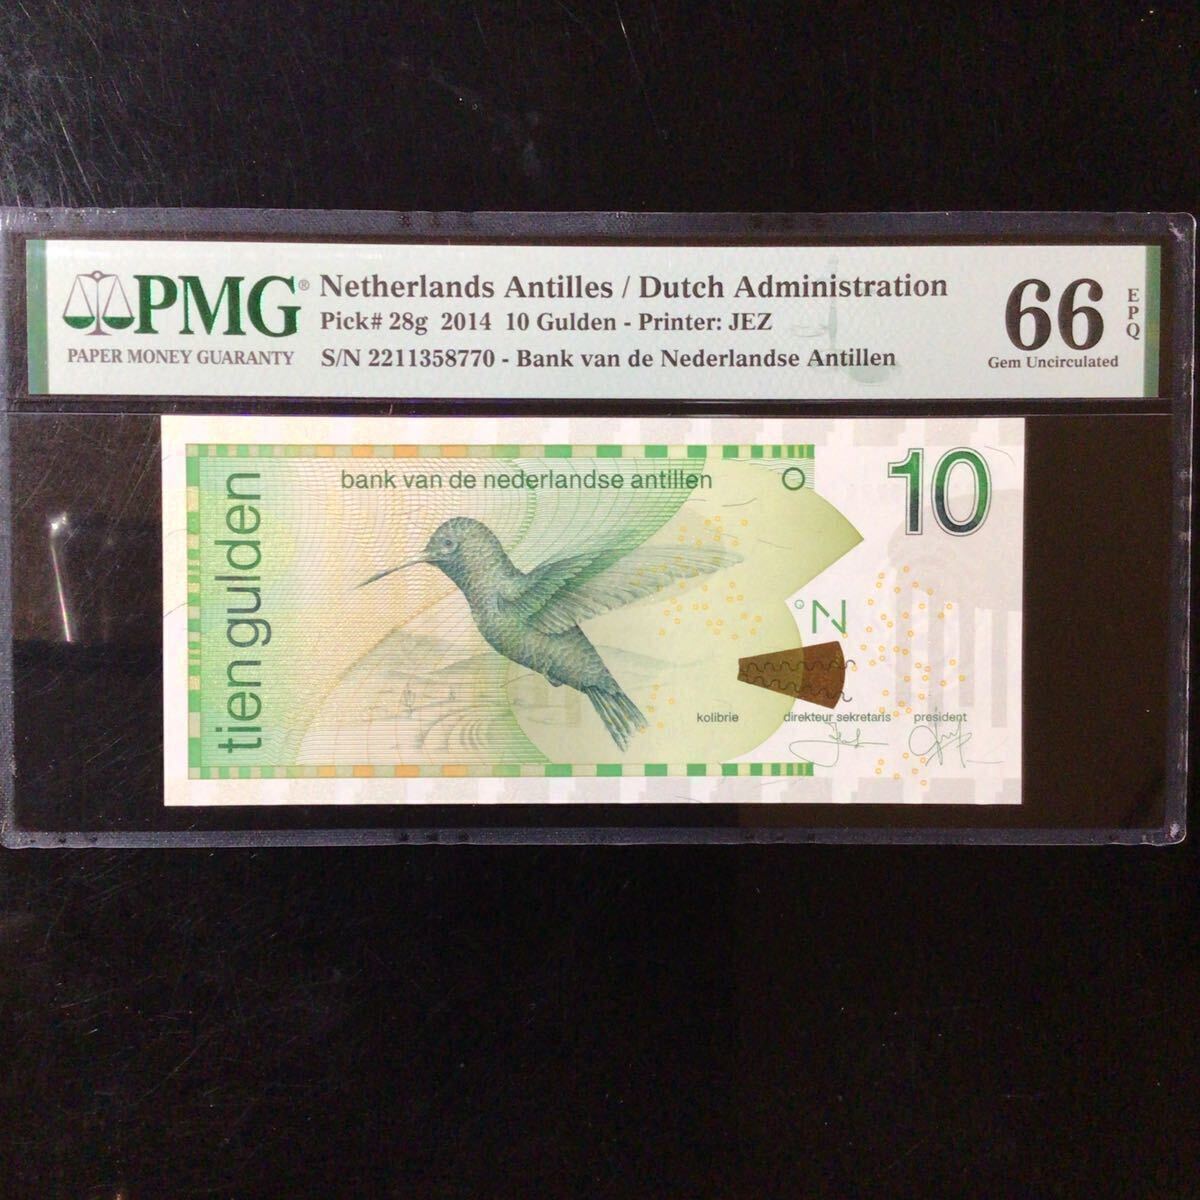 PMG®
PAPER MONEY GUARANTY
Netherlands Antilles / Dutch Administration
Pick# 28g 2014 10 Gulden - Printer: JEZ
S/N 2211358770 - Bank van de Nederlandse Antillen
66
EPQ
Gem Uncirculated
bank van de nederlandse antillen
10
tien gulden
N
kolibrie
direkteur sekretaris
president